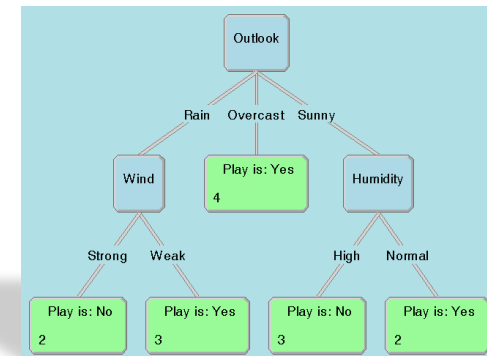 Outlook
Rain Overcast Sunny
Wind
Play is: Yes
4
Humidity
Strong Weak
High Normal
Play is: No
2
Play is: Yes
3
Play is: No
3
Play is: Yes
2